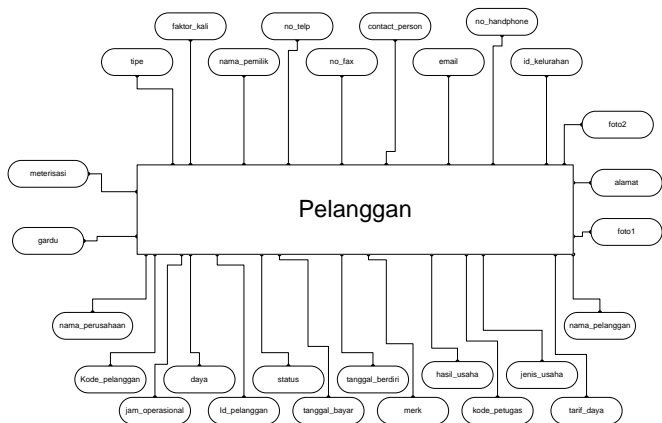 faktor_kali
no_telp
contact_person
no_handphone
tipe
nama_pemilik
no_fax
email
id_kelurahan
foto2
meterisasi
alamat
Pelanggan
gardu
foto1
nama_perusahaan
nama_pelanggan
Kode_pelanggan
daya
status
tanggal_berdiri
hasil_usaha
jenis_usaha
jam_operasional
Id_pelanggan
tanggal_bayar
merk
kode_petugas
tarif_daya